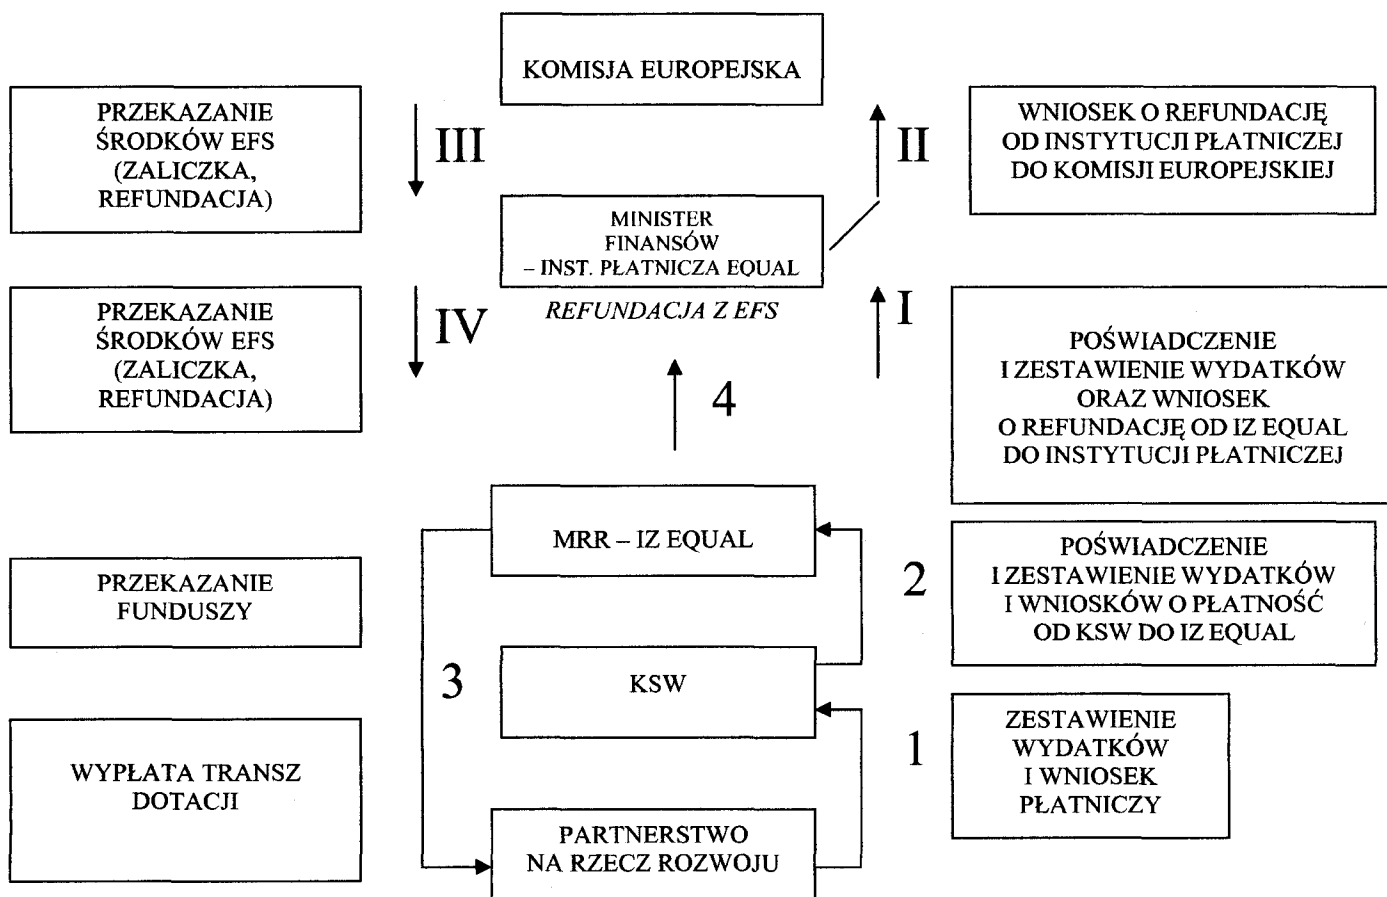 KOMISJA EUROPEJSKA
PRZEKAZANIE
ŚRODKÓW EFS
(ZALICZKA,
REFUNDACJA)
III
II
WNIOSEK O REFUNDACJĘ
OD INSTYTUCJI PŁATNICZEJ
DO KOMISJI EUROPEJSKIEJ
MINISTER
FINANSÓW
– INST. PŁATNICZA EQUAL
REFUNDACJA Z EFS
PRZEKAZANIE
ŚRODKÓW EFS
(ZALICZKA,
REFUNDACJA)
IV
I
POŚWIADCZENIE
I ZESTAWIENIE WYDATKÓW
ORAZ WNIOSEK
O REFUNDACJĘ OD IZ EQUAL
DO INSTYTUCJI PŁATNICZEJ
4
MRR – IZ EQUAL
2
POŚWIADCZENIE
I ZESTAWIENIE WYDATKÓW
I WNIOSKÓW O PŁATNOŚĆ
OD KSW DO IZ EQUAL
PRZEKAZANIE
FUNDUSZY
3
KSW
1
ZESTAWIENIE
WYDATKÓW
I WNIOSEK
PŁATNICZY
WYPŁATA TRANSZ
DOTACJI
PARTNERSTWO
NA RZECZ ROZWOJU